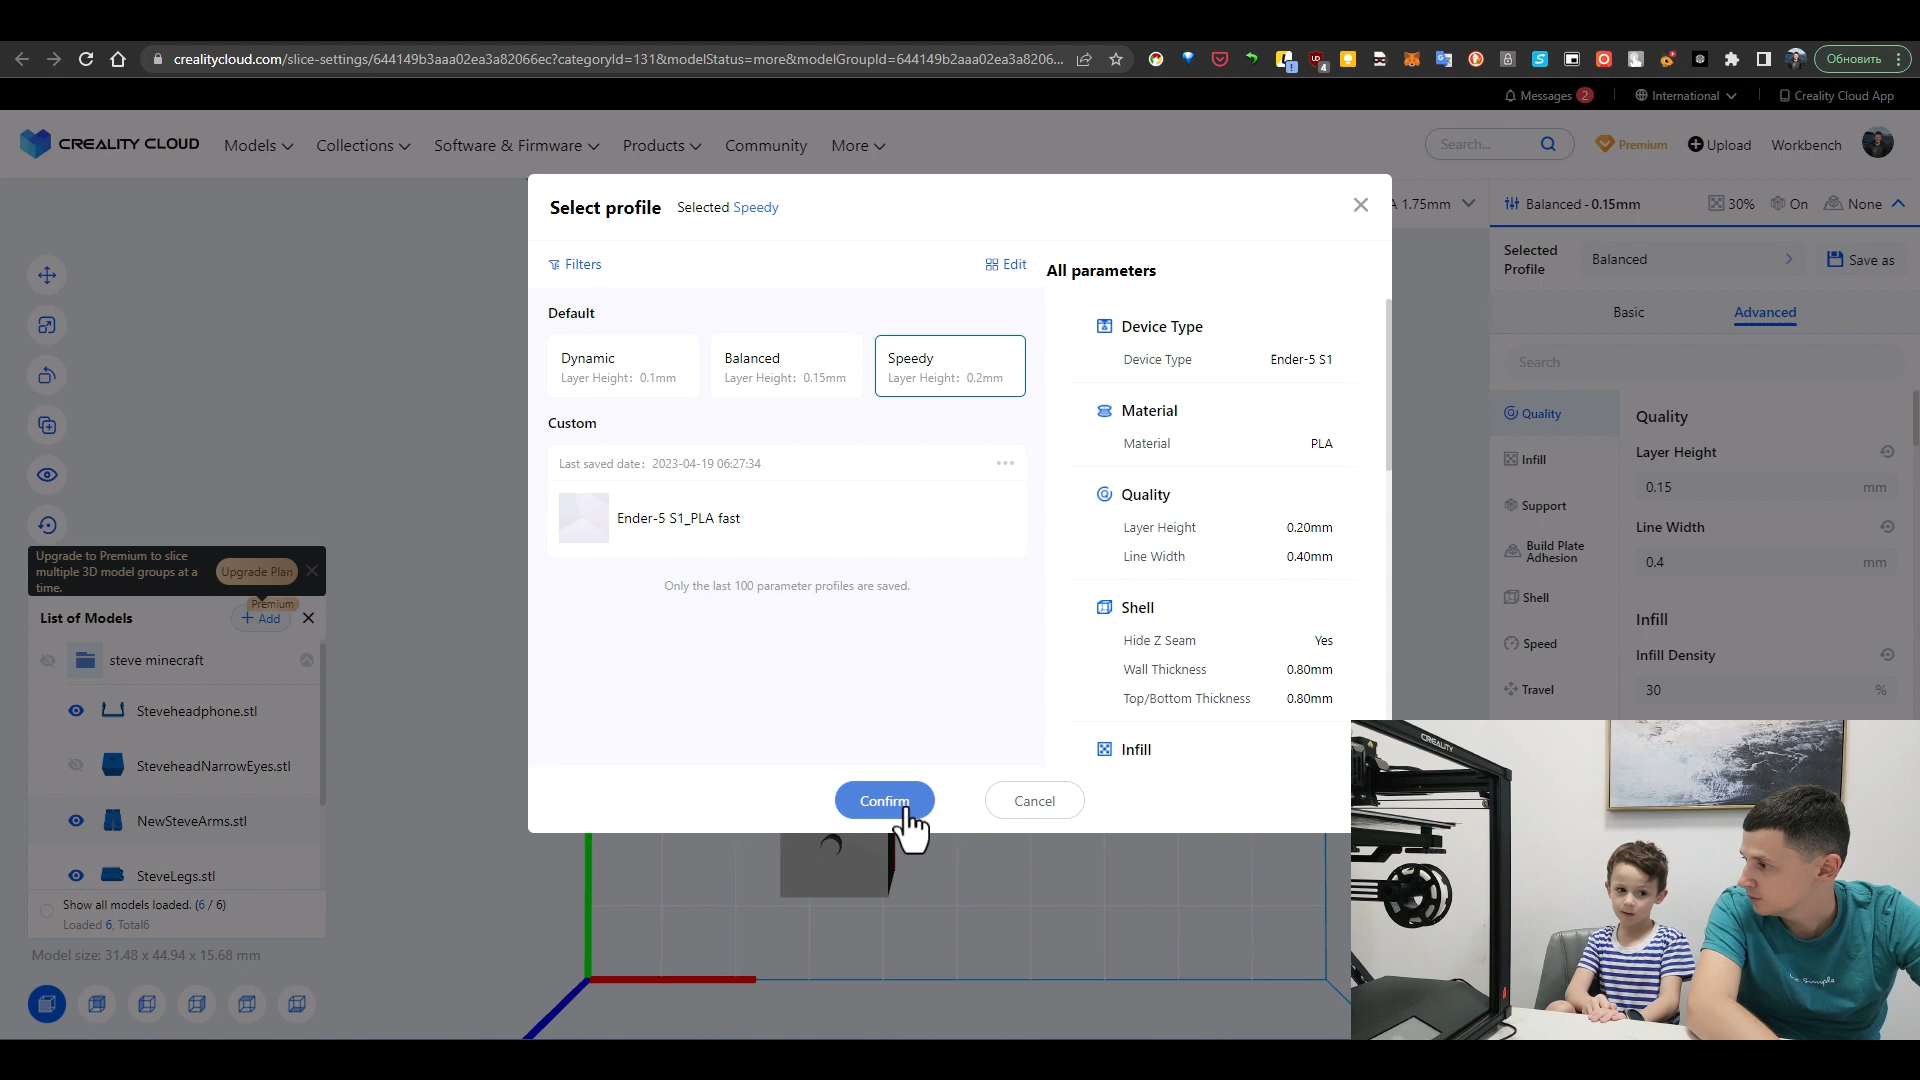 crealitycloud.com/slice-settings/644149b3aaa02ea3a82066ec?categoryId=131&modelStatus=more&modelGroupId=644149b2aaa02ea3a8206...
Обновить
Messages 2
International
Creality Cloud App
CREALITY CLOUD
Models
Collections
Software & Firmware
Products
Community
More
Search...
Premium
Upload
Workbench
Select profile
Selected Speedy
1.75mm
Balanced - 0.15mm
30%
On
None
Filters
Edit
All parameters
Selected Profile
Balanced
Save as
Basic
Advanced
Search
Default
Dynamic
Layer Height: 0.1mm
Balanced
Layer Height: 0.15mm
Speedy
Layer Height: 0.2mm
Custom
Last saved date: 2023-04-19 06:27:34
Ender-5 S1_PLA fast
Only the last 100 parameter profiles are saved.
Device Type
Device Type Ender-5 S1
Material
Material PLA
Quality
Layer Height 0.20mm
Line Width 0.40mm
Shell
Hide Z Seam Yes
Wall Thickness 0.80mm
Top/Bottom Thickness 0.80mm
Infill
Confirm
Cancel
Quality
Infill
Support
Build Plate Adhesion
Shell
Speed
Travel
Quality
Layer Height
0.15 mm
Line Width
0.4 mm
Infill
Infill Density
30 %
Upgrade to Premium to slice
multiple 3D model groups at a
time.
Upgrade Plan
Premium
List of Models
+ Add
steve minecraft
Steveheadphone.stl
SteveheadNarrowEyes.stl
NewSteveArms.stl
SteveLegs.stl
Show all models loaded. (6 / 6)
Loaded 6, Total6
Model size: 31.48 x 44.94 x 15.68 mm
CREALITY